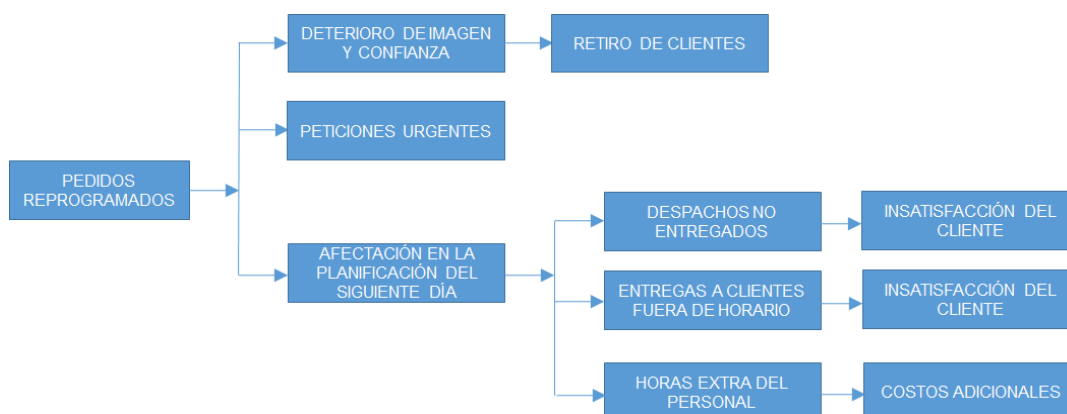 DETERIORO DE IMAGEN
Y CONFIANZA
RETIRO DE CLIENTES
PETICIONES URGENTES
PEDIDOS
REPROGRAMADOS
AFECTACIÓN EN LA
PLANIFICACIÓN DEL
SIGUIENTE DÍA
DESPACHOS NO
ENTREGADOS
INSATISFACCIÓN DEL
CLIENTE
ENTREGAS A CLIENTES
FUERA DE HORARIO
INSATISFACCIÓN DEL
CLIENTE
HORAS EXTRA DEL
PERSONAL
COSTOS ADICIONALES